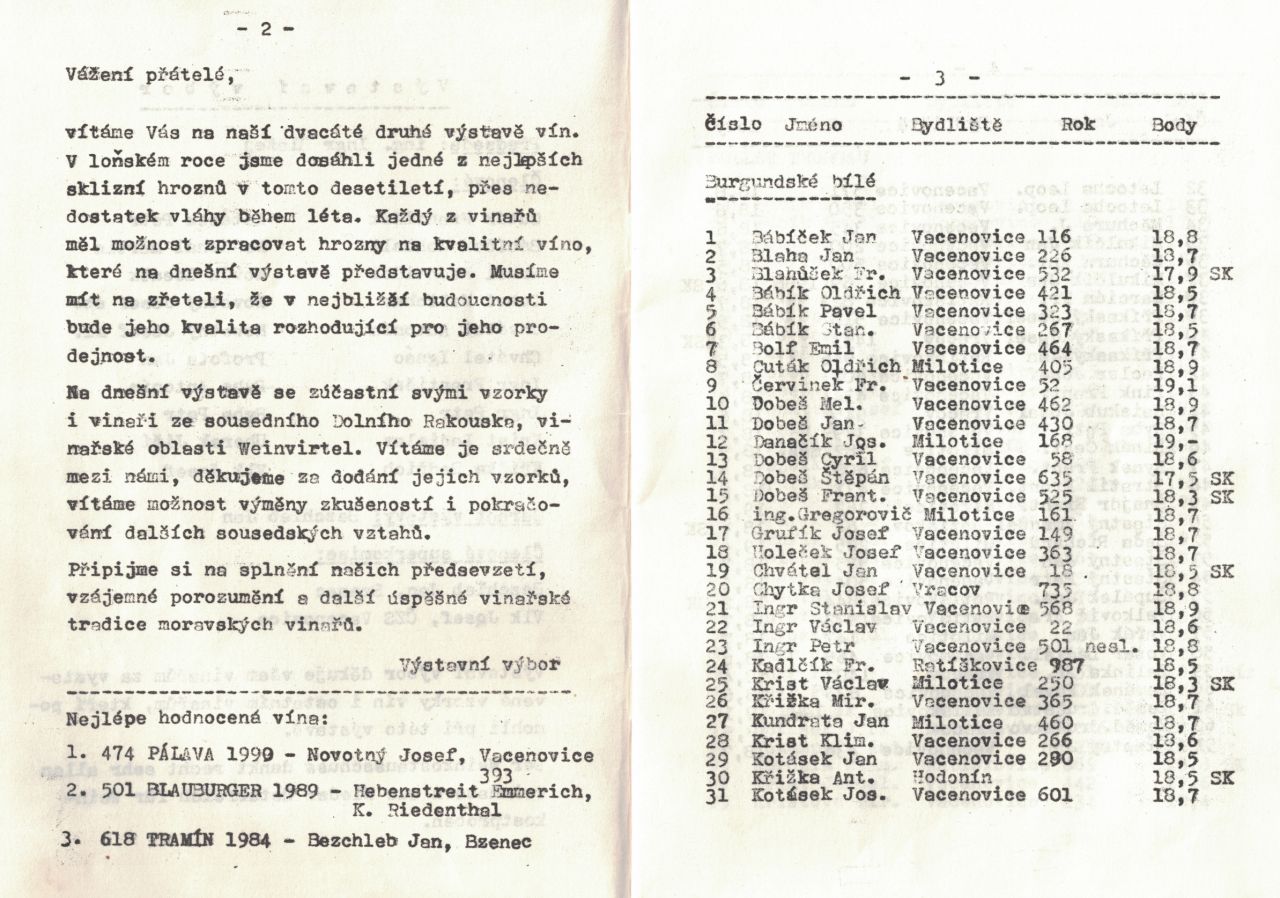 - 2 -
Vážení přátelé,
vítáme Vás na naší dvacáté druhé výstavě vín.
V loňském roce jsme dosáhli jedné z nejlepších
sklizní hroznů v tomto desetiletí, přes ne-
dostatek vláhy během léta. Každý z vinařů
měl možnost zpracovat hrozny na kvalitní víno,
které na dnešní výstavě představuje. Musíme
mít na zřeteli, že v nejbližší budoucnosti
bude jeho kvalita rozhodující pro jeho pro-
dejnost.
Na dnešní výstavě se zúčastní svými vzorky
i vinaři ze sousedního Dolního Rakouska, vi-
nařské oblasti Weinvirtel. Vítáme je srdečně
mezi námi, děkujeme za dodání jejich vzorků,
vítáme možnost výměny zkušeností i pokračo-
vání dalších sousedských vztahů.
Připijme si na splnění našich předsevzetí,
vzájemné porozumění a další úspěšné vinařské
tradice moravských vinařů.
Výstavní výbor
Nejlépe hodnocená vína:
1. 474 PÁLAVA 1990 - Novotný Josef, Vacenovice
393
2. 501 BLAUBURGER 1989 - Hebenstreit Emmerich,
K. Riedenthal
3. 618 TRAMÍN 1984 - Bezchleb Jan, Bzenec
- 3 -
Číslo Jméno Bydliště Rok Body
Burgundské bílé
1 Bábíček Jan Vacenovice 116 18,8
2 Blaha Jan Vacenovice 226 18,7
3 Blahůšek Fr. Vacenovice 532 17,9 SK
4 Bábík Oldřich Vacenovice 421 18,5
5 Bábík Pavel Vacenovice 323 18,7
6 Bábík Stan. Vacenovice 267 18,5
7 Bolf Emil Vacenovice 464 18,7
8 Cuták Oldřich Milotice 405 18,9
9 Červinek Fr. Vacenovice 52 19,1
10 Dobeš Mel. Vacenovice 462 18,9
11 Dobeš Jan Vacenovice 430 18,7
12 Danačík Jos. Milotice 168 19,-
13 Dobeš Cyril Vacenovice 58 18,6
14 Dobeš Štěpán Vacenovice 635 17,5 SK
15 Dobeš Frant. Vacenovice 525 18,3 SK
16 ing.Gregorovič Milotice 161 18,7
17 Grufík Josef Vacenovice 149 18,7
18 Holeček Josef Vacenovice 363 18,7
19 Chvátel Jan Vacenovice 18 18,5 SK
20 Chytka Josef Vracov 735 18,8
21 Ingr Stanislav Vacenovice 568 18,9
22 Ingr Václav Vacenovice 22 18,6
23 Ingr Petr Vacenovice 501 nesl. 18,8
24 Kadlčík Fr. Ratíškovice 987 18,5
25 Krist Václav Milotice 250 18,3 SK
26 Křižka Mir. Vacenovice 365 18,7
27 Kundrata Jan Milotice 460 18,7
28 Krist Klim. Vacenovice 266 18,6
29 Kotásek Jan Vacenovice 290 18,5
30 Křižka Ant. Hodonín 18,5 SK
31 Kotásek Jos. Vacenovice 601 18,7